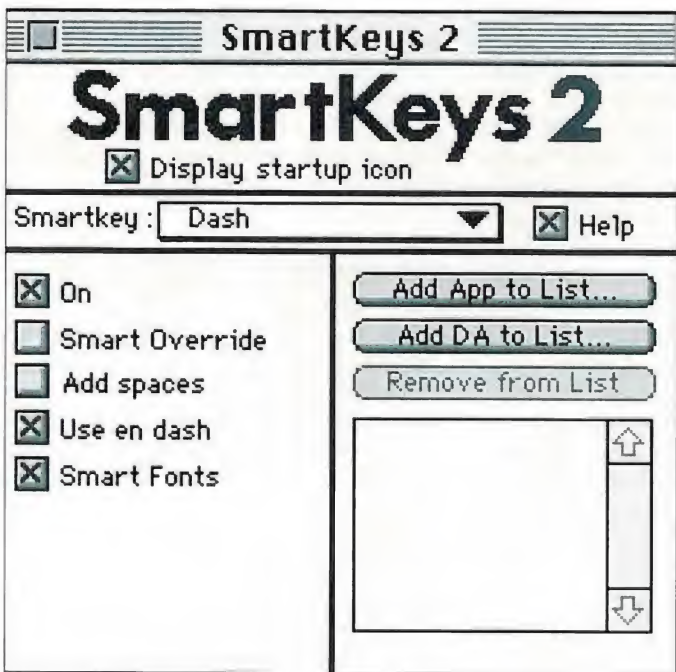 SmartKeys 2
SmartKeys 2
Display startup icon
Smartkey : Dash
Help
On
Smart Override
Add spaces
Use en dash
Smart Fonts
Add App to List...
Add DA to List...
Remove from List